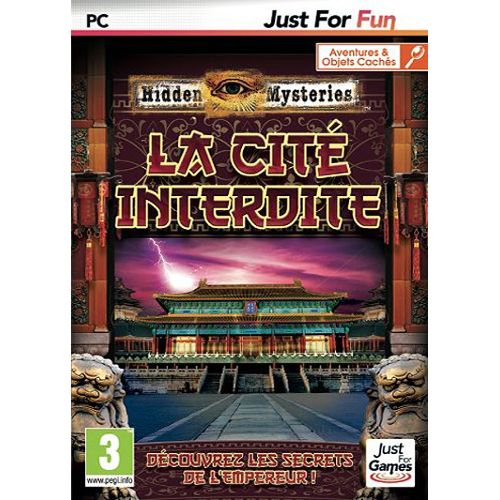 PC
Just For Fun
Aventures &
Objets Cachés
Hidden Mysteries
LA CITÉ
INTERDITE
3
www.pegi.info
DÉCOUVREZ LES SECRETS
DE L'EMPEREUR !
Just
For
Games